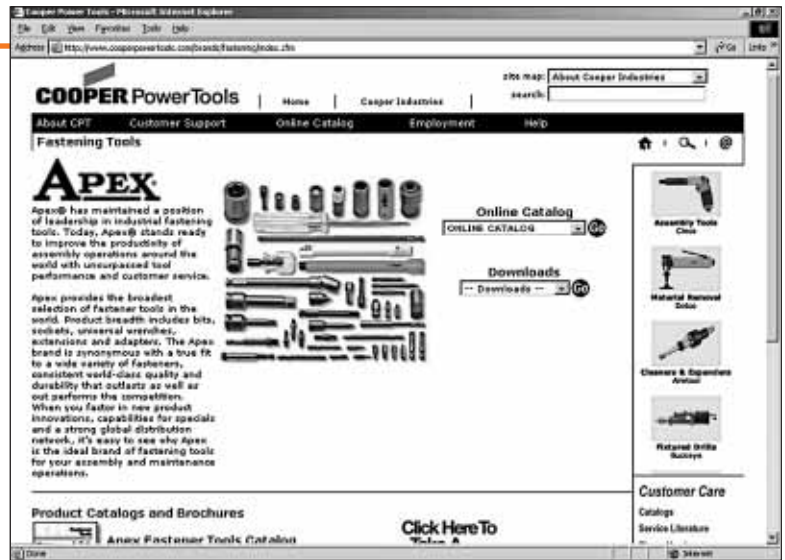 Cooper Power Tools - Microsoft Internet Explorer
File Edit View Favorites Tools Help
Address http://www.cooperpowertools.com/brands/fastening/index.cfm Go Links
COOPER PowerTools
Home | Cooper Industries |
site map: About Cooper Industries
search:
About CPT Customer Support Online Catalog Employment Help
Fastening Tools
APEX
Apex® has maintained a position
of leadership in industrial fastening
tools. Today, Apex® stands ready
to improve the productivity of
assembly operations around the
world with unsurpassed tool
performance and customer service.
Apex provides the broadest
selection of fastener tools in the
world. Product breadth includes bits,
sockets, universal wrenches,
extensions and adapters. The Apex
brand is synonymous with a true fit
to a wide variety of fasteners,
consistent world-class quality and
durability that outlasts as well as
out performs the competition.
When you factor in new product
innovations, capabilities for specials
and a strong global distribution
network, it's easy to see why Apex
is the ideal brand of fastening tools
for your assembly and maintenance
operations.
Online Catalog
ONLINE CATALOG Go
Downloads
-- Downloads -- Go
Assembly Tools
Cleco
Material Removal
Dotco
Cleaners & Expanders
Airetool
Fixtured Drills
Buckeye
Customer Care
Catalogs
Service Literature
Product Catalogs and Brochures
Apex Fastener Tools Catalog
Click Here To
Take A
Done
Internet